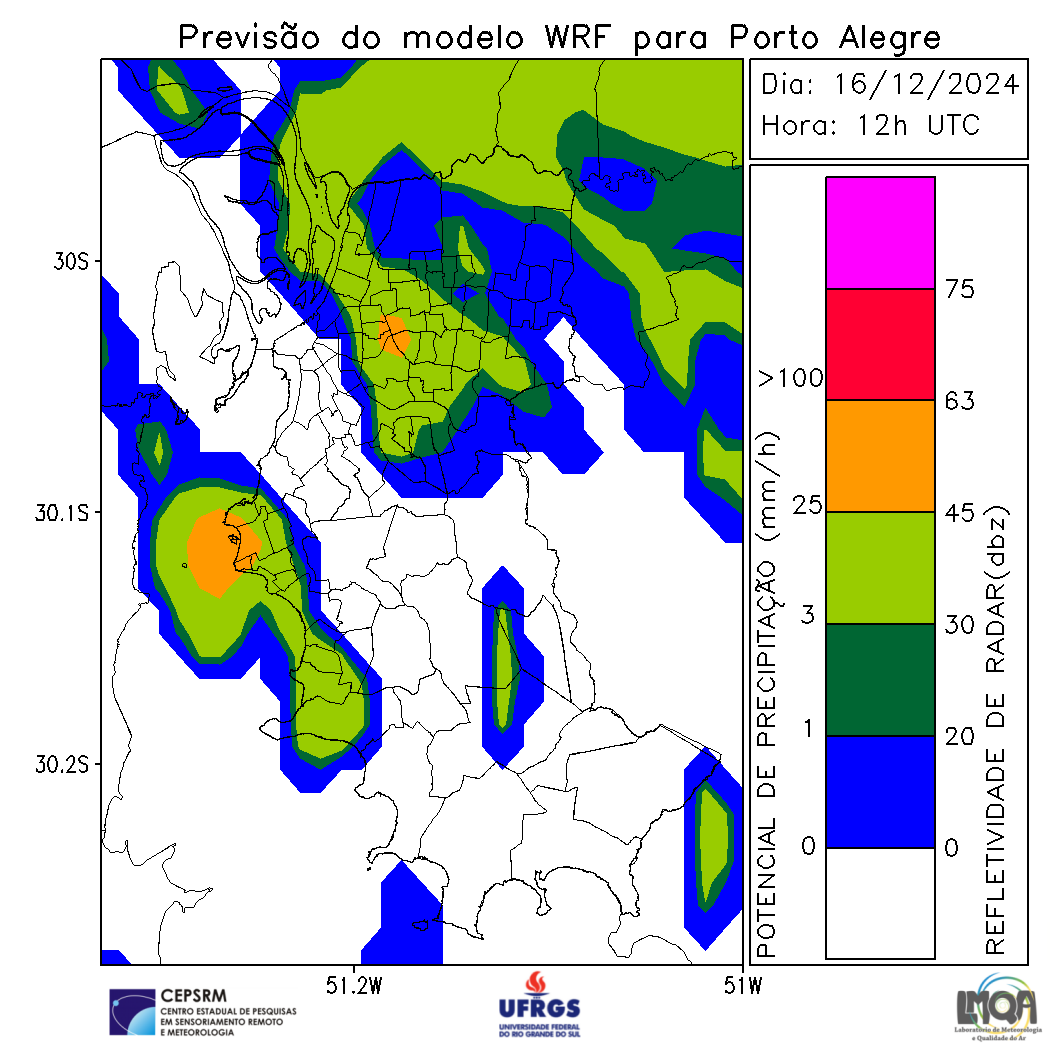 Previsão do modelo WRF para Porto Alegre
Dia: 16/12/2024
Hora: 12h UTC
30S
30.1S
30.2S
51.2W
51W
POTENCIAL DE PRECIPITAÇÃO (mm/h)
>100
25
3
1
0
75
63
45
30
20
0
REFLETIVIDADE DE RADAR(dbz)
CEPSRM
CENTRO ESTADUAL DE PESQUISAS
EM SENSORIAMENTO REMOTO
E METEOROLOGIA
UFRGS
UNIVERSIDADE FEDERAL
DO RIO GRANDE DO SUL
LMQA
Laboratório de Meteorologia
e Qualidade do Ar